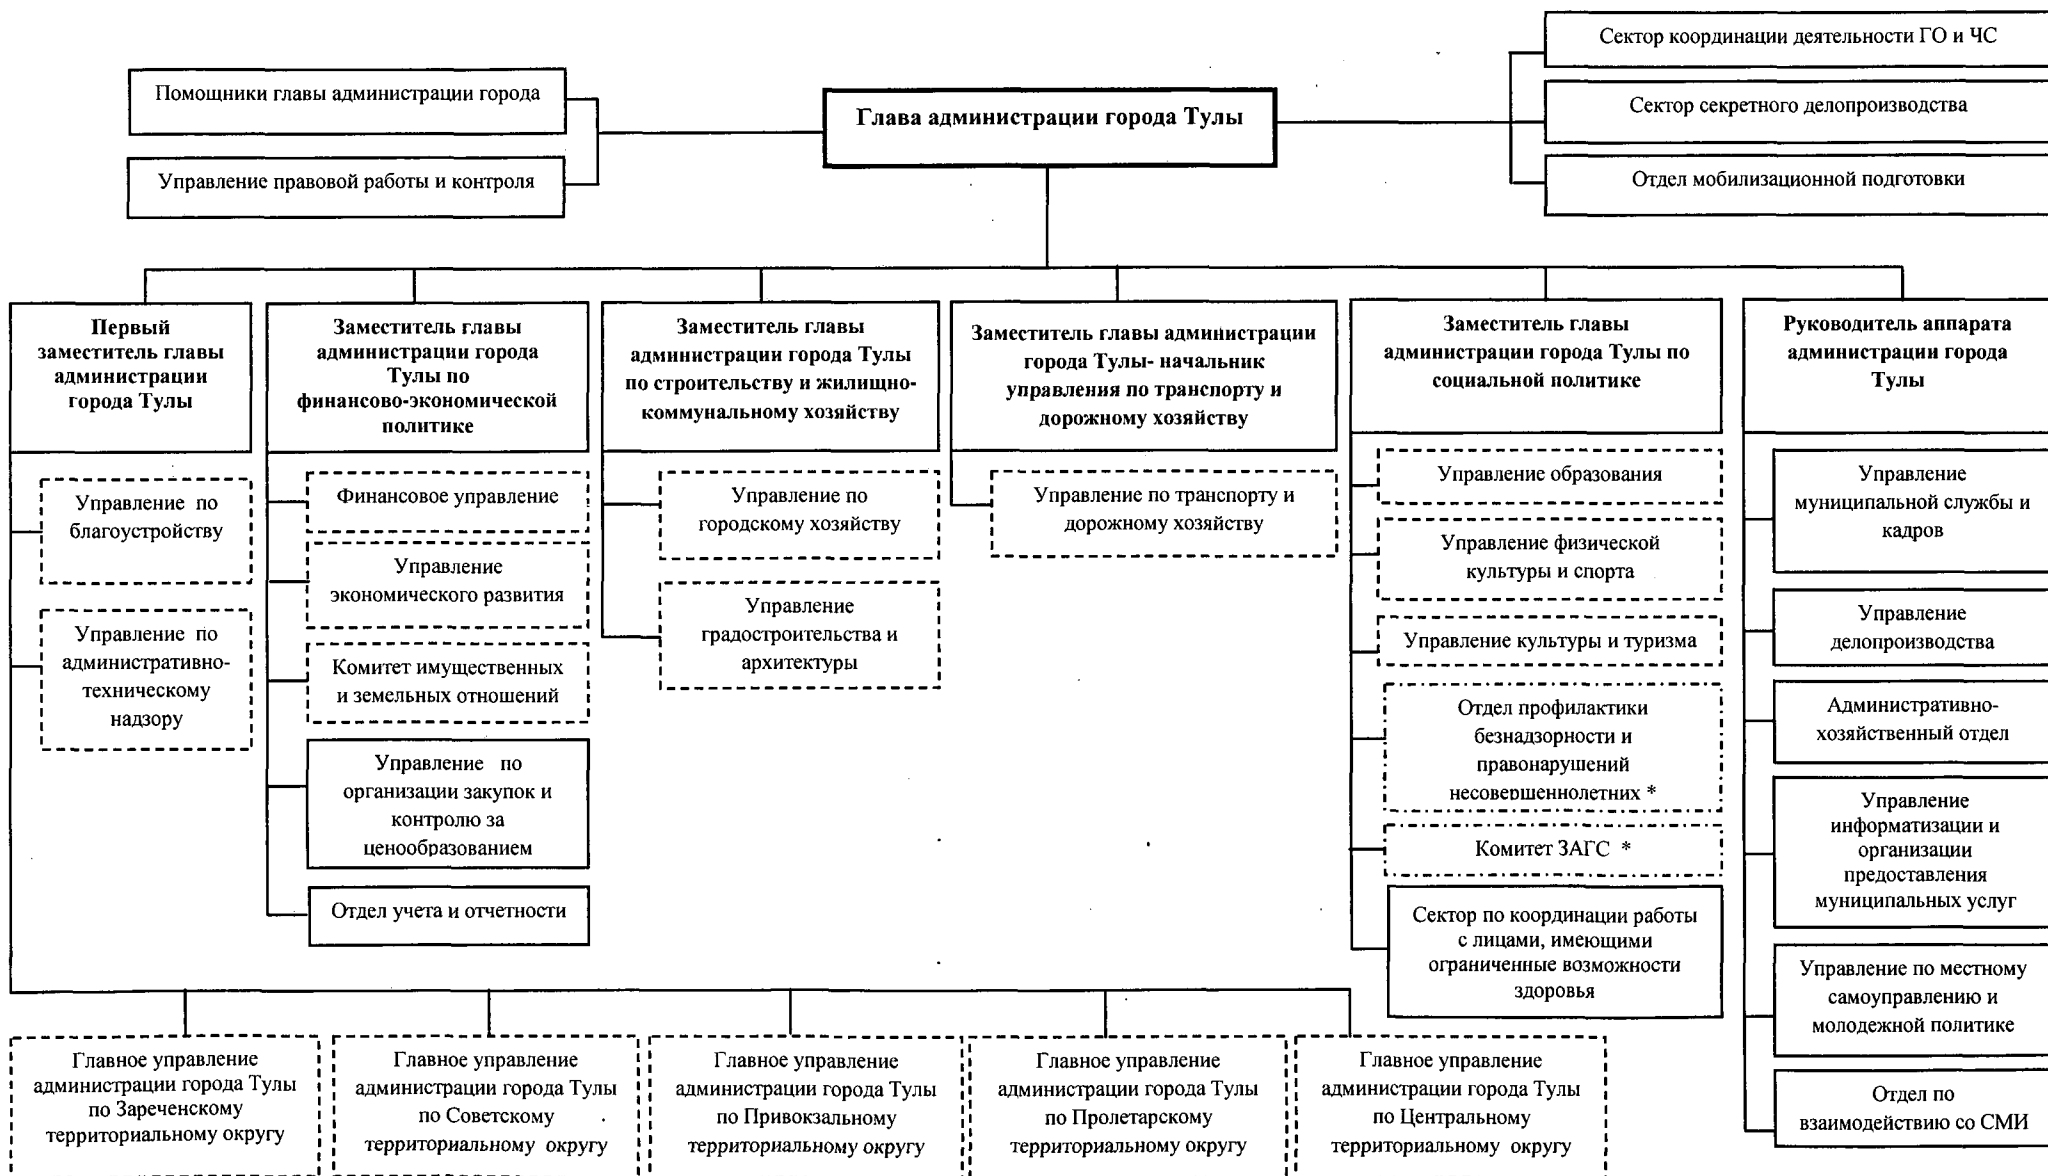 Сектор координации деятельности ГО и ЧС
Помощники главы администрации города
Глава администрации города Тулы
Сектор секретного делопроизводства
Управление правовой работы и контроля
Отдел мобилизационной подготовки
Первый
заместитель главы
администрации
города Тулы
Заместитель главы
администрации города
Тулы по
финансово-экономической
политике
Заместитель главы
администрации города Тулы
по строительству и жилищно-
коммунальному хозяйству
Заместитель главы администрации
города Тулы- начальник
управления по транспорту и
дорожному хозяйству
Заместитель главы
администрации города Тулы по
социальной политике
Руководитель аппарата
администрации города
Тулы
Управление по
благоустройству
Управление по
административно-
техническому
надзору
Финансовое управление
Управление
экономического развития
Комитет имущественных
и земельных отношений
Управление по
организации закупок и
контролю за
ценообразованием
Отдел учета и отчетности
Управление по
городскому хозяйству
Управление
градостроительства и
архитектуры
Управление по транспорту и
дорожному хозяйству
Управление образования
Управление физической
культуры и спорта
Управление культуры и туризма
Отдел профилактики
безнадзорности и
правонарушений
несовершеннолетних *
Комитет ЗАГС *
Сектор по координации работы
с лицами, имеющими
ограниченные возможности
здоровья
Управление
муниципальной службы и
кадров
Управление
делопроизводства
Административно-
хозяйственный отдел
Управление
информатизации и
организации
предоставления
муниципальных услуг
Управление по местному
самоуправлению и
молодежной политике
Отдел по
взаимодействию со СМИ
Главное управление
администрации города Тулы
по Зареченскому
территориальному округу
Главное управление
администрации города Тулы
по Советскому
территориальному округу
Главное управление
администрации города Тулы
по Привокзальному
территориальному округу
Главное управление
администрации города Тулы
по Пролетарскому
территориальному округу
Главное управление
администрации города Тулы
по Центральному
территориальному округу